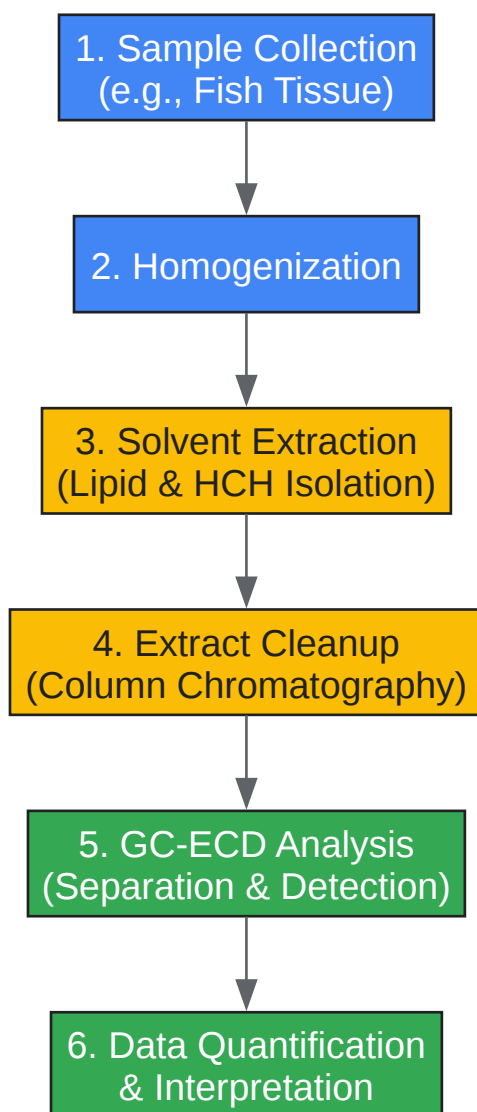 1. Sample Collection
(e.g., Fish Tissue)
2. Homogenization
3. Solvent Extraction
(Lipid & HCH Isolation)
4. Extract Cleanup
(Column Chromatography)
5. GC-ECD Analysis
(Separation & Detection)
6. Data Quantification
& Interpretation